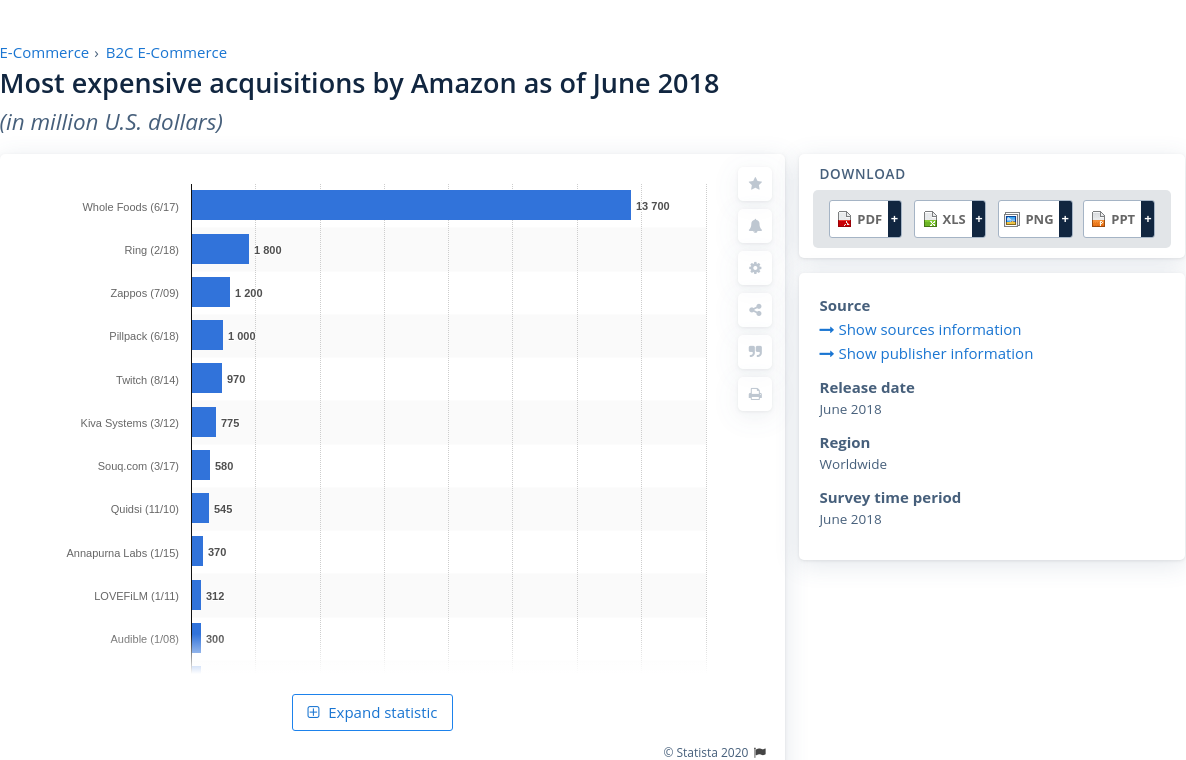 E-Commerce › B2C E-Commerce
Most expensive acquisitions by Amazon as of June 2018
(in million U.S. dollars)
Whole Foods (6/17) 13 700
Ring (2/18) 1 800
Zappos (7/09) 1 200
Pillpack (6/18) 1 000
Twitch (8/14) 970
Kiva Systems (3/12) 775
Souq.com (3/17) 580
Quidsi (11/10) 545
Annapurna Labs (1/15) 370
LOVEFiLM (1/11) 312
Audible (1/08) 300
Expand statistic
© Statista 2020
DOWNLOAD
PDF + XLS + PNG + PPT +
Source
Show sources information
Show publisher information
Release date
June 2018
Region
Worldwide
Survey time period
June 2018